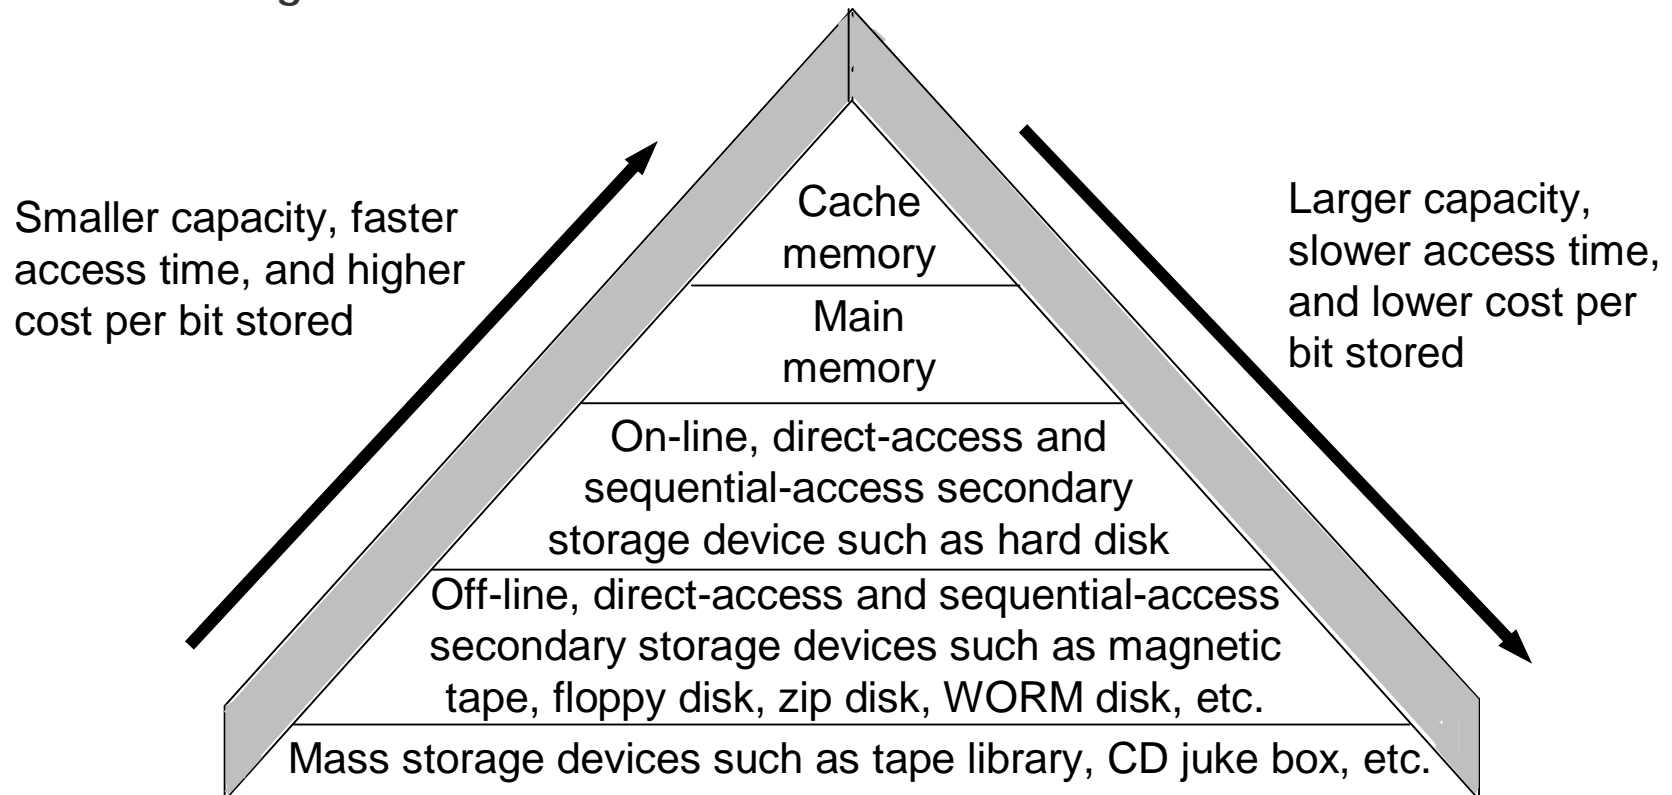 Smaller capacity, faster
access time, and higher
cost per bit stored
Cache
memory
Main
memory
On-line, direct-access and
sequential-access secondary
storage device such as hard disk
Off-line, direct-access and sequential-access
secondary storage devices such as magnetic
tape, floppy disk, zip disk, WORM disk, etc.
Mass storage devices such as tape library, CD juke box, etc.
Larger capacity,
slower access time,
and lower cost per
bit stored